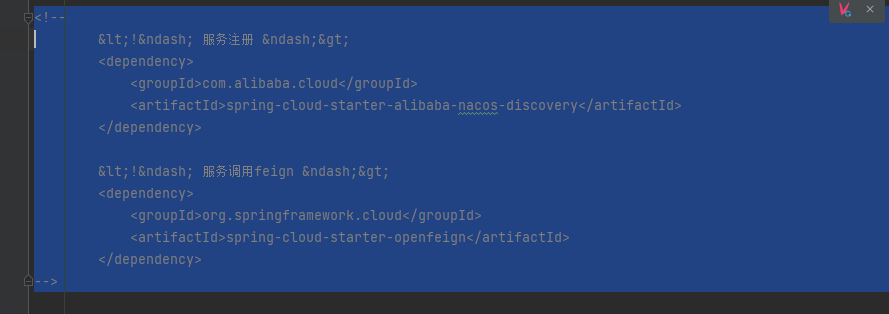 <!--
&lt;!&ndash; 服务注册 &ndash;&gt;
<dependency>
<groupId>com.alibaba.cloud</groupId>
<artifactId>spring-cloud-starter-alibaba-nacos-discovery</artifactId>
</dependency>
&lt;!&ndash; 服务调用feign &ndash;&gt;
<dependency>
<groupId>org.springframework.cloud</groupId>
<artifactId>spring-cloud-starter-openfeign</artifactId>
</dependency>
-->